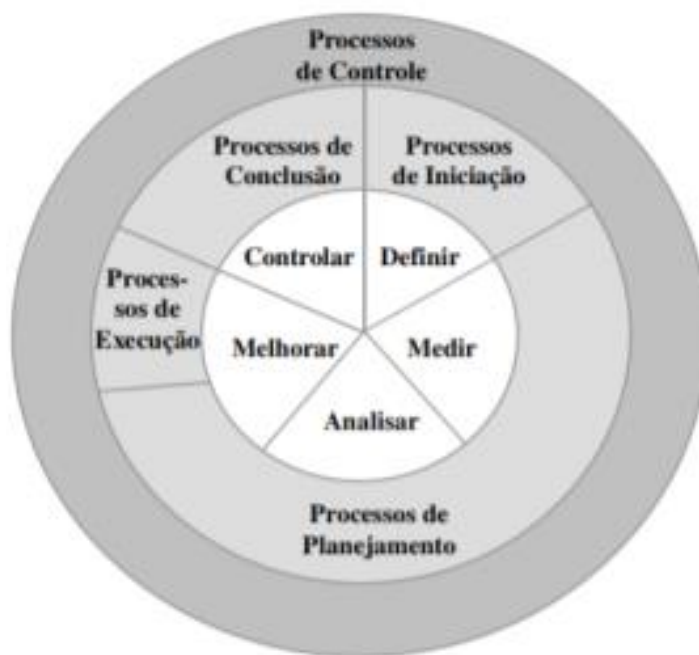 Processos
de Controle
Processos de
Conclusão
Processos
de Iniciação
Controlar
Definir
Proces-
sos de
Execução
Melhorar
Medir
Analisar
Processos de
Planejamento